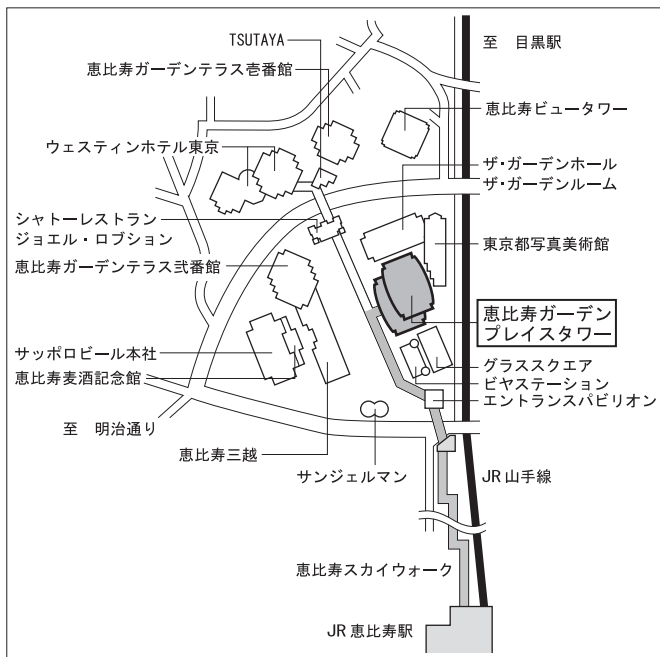 TSUTAYA
至 目黒駅
恵比寿ガーデンテラス壱番館
恵比寿ビュータワー
ウェスティンホテル東京
ザ・ガーデンホール
ザ・ガーデンルーム
シャトーレストラン
ジョエル・ロブション
東京都写真美術館
恵比寿ガーデンテラス弐番館
恵比寿ガーデン
プレイスタワー
サッポロビール本社
グラススクエア
恵比寿麦酒記念館
ビヤステーション
エントランスパビリオン
至 明治通り
恵比寿三越
サンジェルマン
JR山手線
恵比寿スカイウォーク
JR恵比寿駅